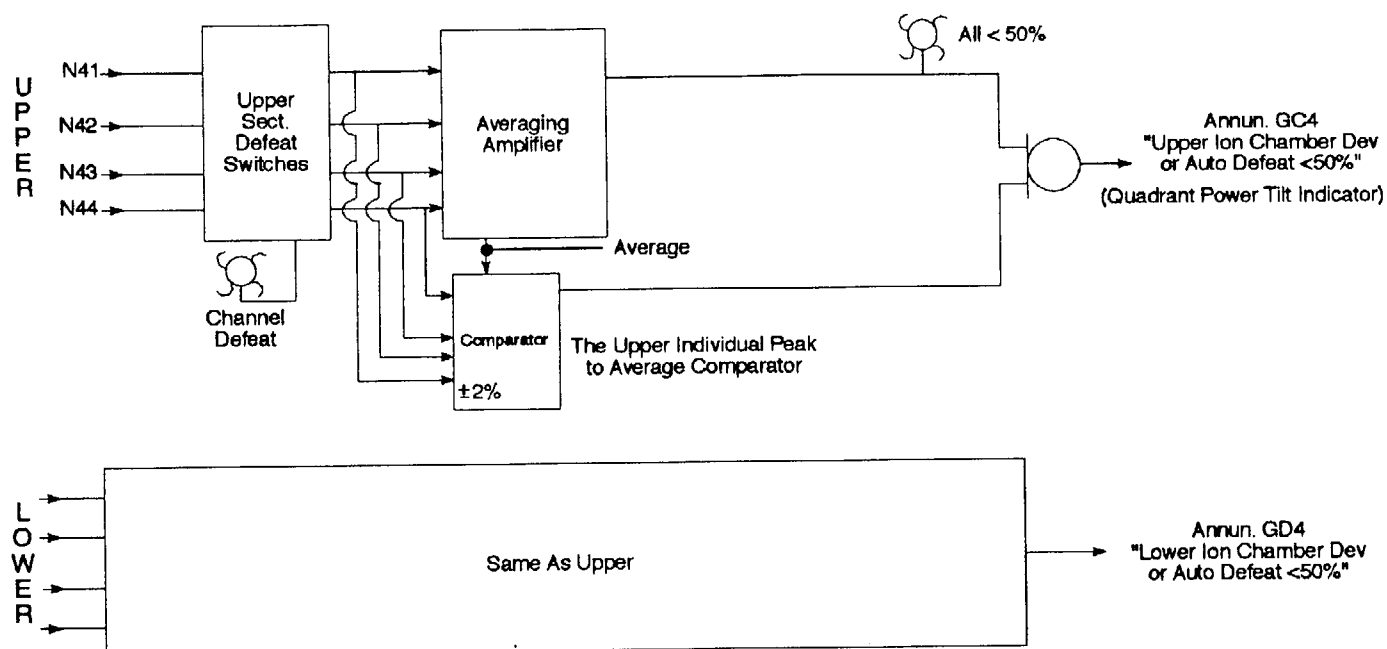 UPPER
N41
N42
N43
N44
Upper
Sect.
Defeat
Switches
Channel
Defeat
Averaging
Amplifier
Average
Comparator
±2%
The Upper Individual Peak
to Average Comparator
All < 50%
Annun. GC4
"Upper Ion Chamber Dev
or Auto Defeat <50%"
(Quadrant Power Tilt Indicator)
LOWER
Same As Upper
Annun. GD4
"Lower Ion Chamber Dev
or Auto Defeat <50%"